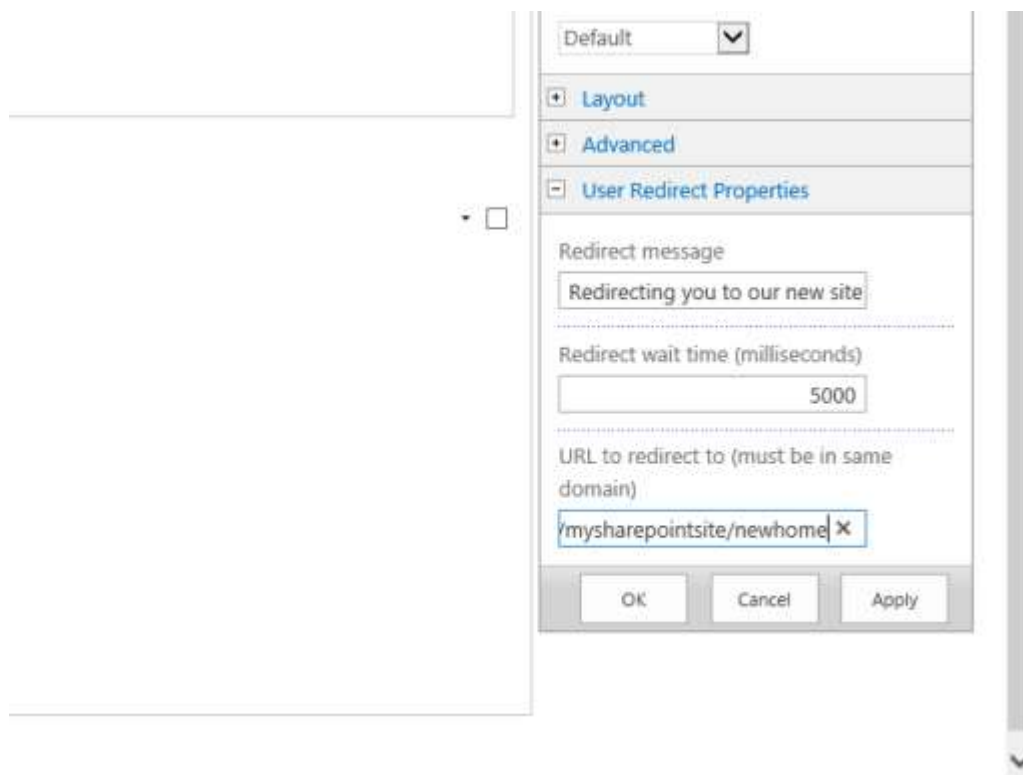 Default
Layout
Advanced
User Redirect Properties
Redirect message
Redirecting you to our new site
Redirect wait time (milliseconds)
5000
URL to redirect to (must be in same
domain)
/mysharepointsite/newhome
OK
Cancel
Apply